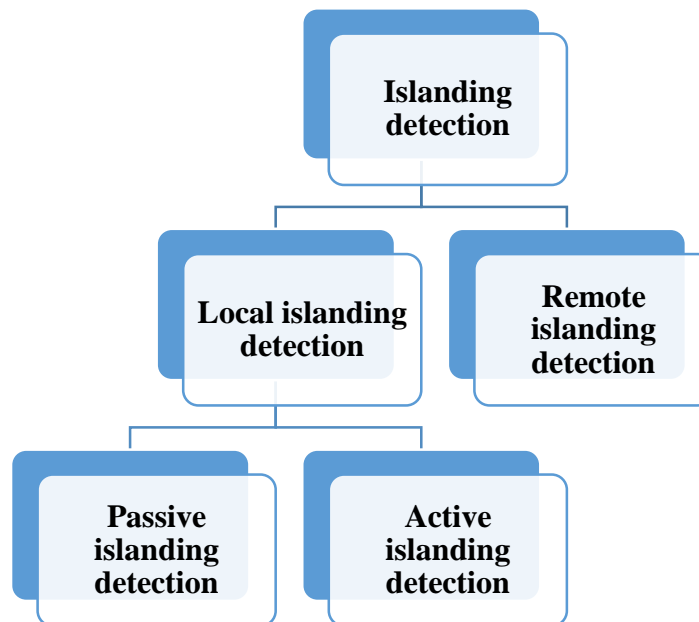 Islanding
detection
Local islanding
detection
Remote
islanding
detection
Passive
islanding
detection
Active
islanding
detection